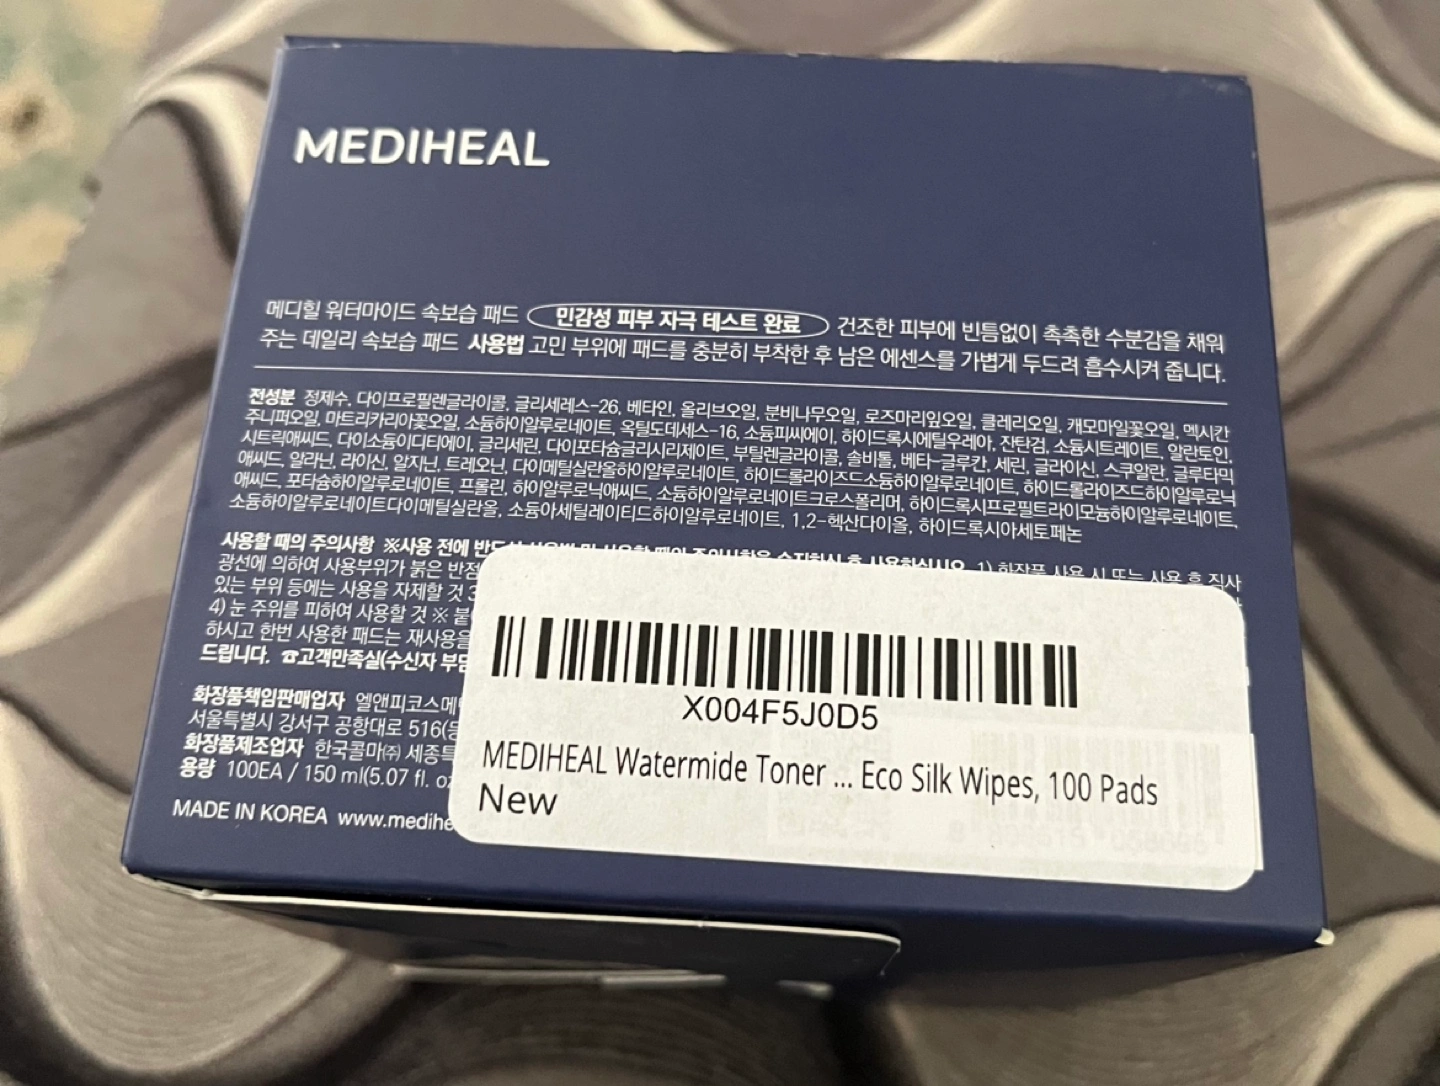 MEDIHEAL
메디힐 워터마이드 속보습 패드 민감성 피부 자극 테스트 완료 건조한 피부에 빈틈없이 촉촉한 수분감을 채워
주는 데일리 속보습 패드 사용법 고민 부위에 패드를 충분히 부착한 후 남은 에센스를 가볍게 두드려 흡수시켜 줍니다.
전성분 정제수, 다이프로필렌글라이콜, 글리세레스-26, 베타인, 올리브오일, 분비나무오일, 로즈마리잎오일, 클레리오일, 캐모마일꽃오일, 멕시칸
주니퍼오일, 마트리카리아꽃오일, 소듐하이알루로네이트, 옥틸도데세스-16, 소듐피씨에이, 하이드록시에틸우레아, 잔탄검, 소듐시트레이트, 알란토인,
시트릭애씨드, 다이소듐이디티에이, 글리세린, 다이포타슘글리시리제이트, 부틸렌글라이콜, 솔비톨, 베타-글루칸, 세린, 글라이신, 스쿠알란, 글루타믹
애씨드, 알라닌, 라이신, 알지닌, 트레오닌, 다이메틸실란올하이알루로네이트, 하이드롤라이즈드소듐하이알루로네이트, 하이드롤라이즈드하이알루로닉
애씨드, 포타슘하이알루로네이트, 프롤린, 하이알루로닉애씨드, 소듐하이알루로네이트크로스폴리머, 하이드록시프로필트라이모늄하이알루로네이트,
소듐하이알루로네이트다이메틸실란올, 소듐아세틸레이티드하이알루로네이트, 1,2-헥산다이올, 하이드록시아세토페논
사용할 때의 주의사항 ※사용 전에 1) 화장품 사용 시 또는 사용 후 직사
광선에 의하여 사용부위가 붉은 반점
있는 부위 등에는 사용을 자제할 것
4) 눈 주위를 피하여 사용할 것 ※
하시고 한번 사용한 패드는 재사용을
드립니다. ☎고객만족실(수신자
화장품책임판매업자 엘앤피코스메
서울특별시 강서구 공항대로 516(
화장품제조업자 한국콜마㈜ 세종특
용량 100EA / 150 ml(5.07 fl. oz
MADE IN KOREA www.medihe
X004F5J0D5
MEDIHEAL Watermide Toner ... Eco Silk Wipes, 100 Pads
New